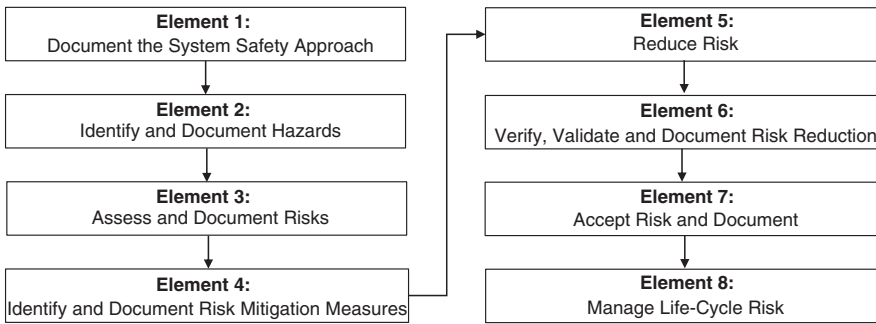 Element 1:
Document the System Safety Approach
Element 2:
Identify and Document Hazards
Element 3:
Assess and Document Risks
Element 4:
Identify and Document Risk Mitigation Measures
Element 5:
Reduce Risk
Element 6:
Verify, Validate and Document Risk Reduction
Element 7:
Accept Risk and Document
Element 8:
Manage Life-Cycle Risk